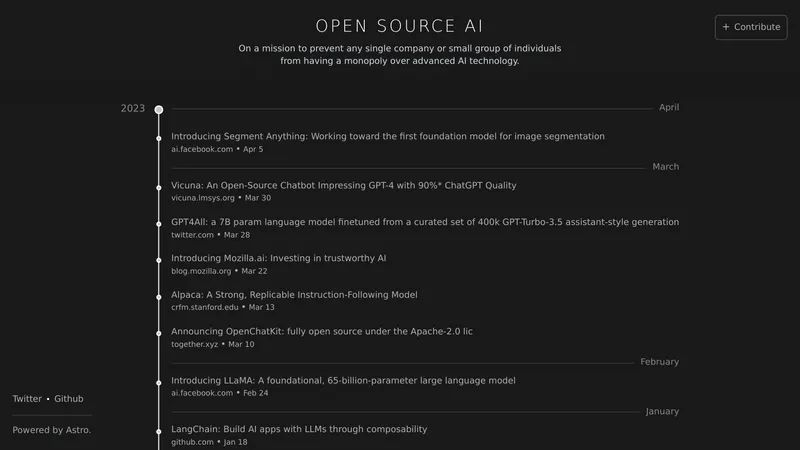 OPEN SOURCE AI
+ Contribute
On a mission to prevent any single company or small group of individuals
from having a monopoly over advanced AI technology.
2023
April
Introducing Segment Anything: Working toward the first foundation model for image segmentation
ai.facebook.com • Apr 5
March
Vicuna: An Open-Source Chatbot Impressing GPT-4 with 90%* ChatGPT Quality
vicuna.lmsys.org • Mar 30
GPT4All: a 7B param language model finetuned from a curated set of 400k GPT-Turbo-3.5 assistant-style generation
twitter.com • Mar 28
Introducing Mozilla.ai: Investing in trustworthy AI
blog.mozilla.org • Mar 22
Alpaca: A Strong, Replicable Instruction-Following Model
crfm.stanford.edu • Mar 13
Announcing OpenChatKit: fully open source under the Apache-2.0 lic
together.xyz • Mar 10
February
Introducing LLaMA: A foundational, 65-billion-parameter large language model
ai.facebook.com • Feb 24
January
LangChain: Build AI apps with LLMs through composability
github.com • Jan 18
Twitter • Github
Powered by Astro.